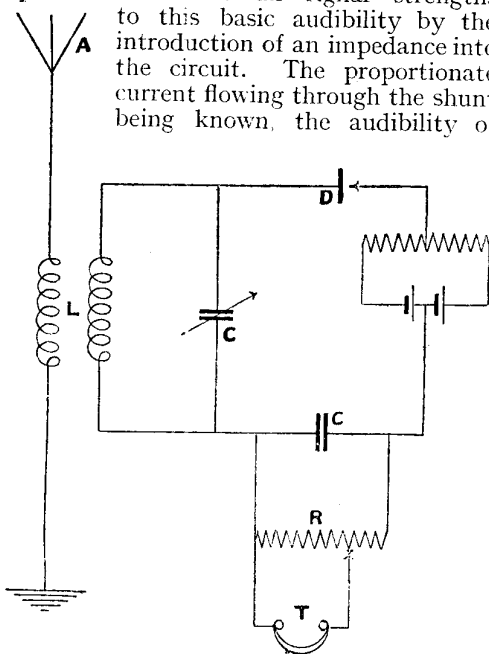 to this basic audibility by the
introduction of an impedance into
the circuit. The proportionate
current flowing through the shunt
being known, the audibility o
A
D
L
C
C
R
T